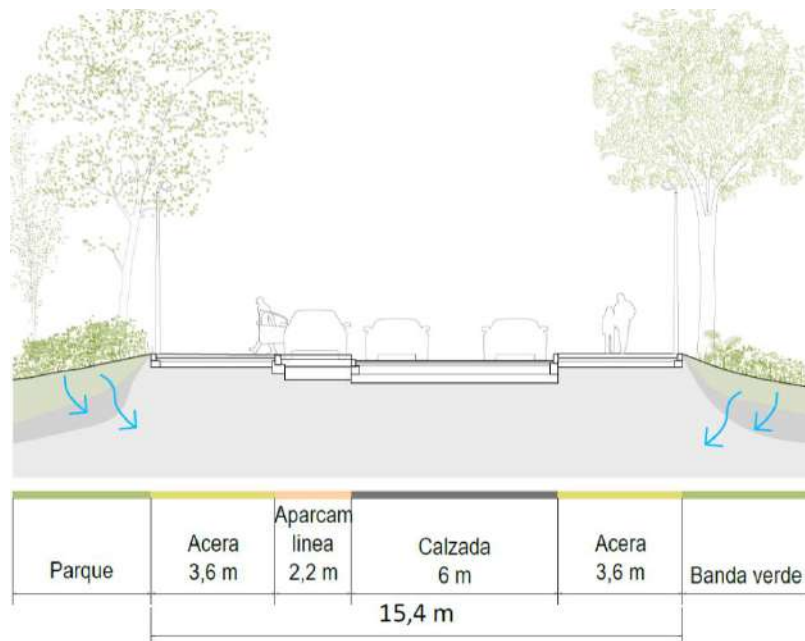 Parque
Acera
3,6 m
Aparcam
linea
2,2 m
Calzada
6 m
Acera
3,6 m
Banda verde
15,4 m